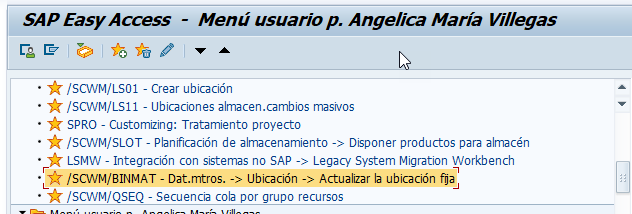 SAP Easy Access - Menú usuario p. Angelica María Villegas
/SCWM/LS01 - Crear ubicación
/SCWM/LS11 - Ubicaciones almacen.cambios masivos
SPRO - Customizing: Tratamiento proyecto
/SCWM/SLOT - Planificación de almacenamiento -> Disponer productos para almacén
LSMW - Integración con sistemas no SAP -> Legacy System Migration Workbench
/SCWM/BINMAT - Dat.mtros. -> Ubicación -> Actualizar la ubicación fija
/SCWM/QSEQ - Secuencia cola por grupo recursos
Menú usuario p. Angelica María Villegas